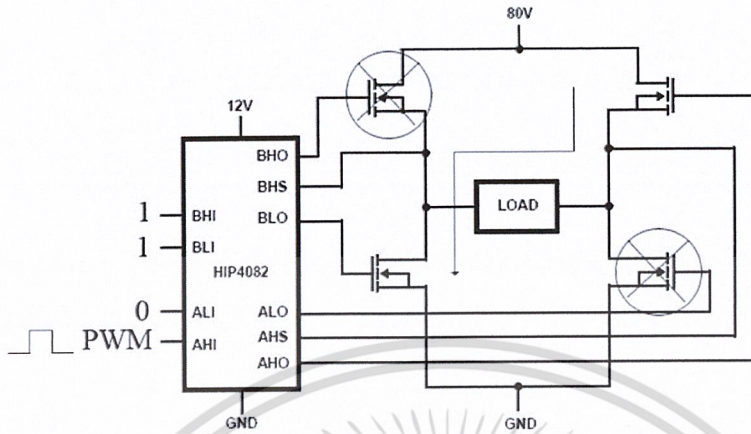 80V
12V
BHO
BHS
BLO
1 BHI
1 BLI
HIP4082
LOAD
0 ALI
ALO
PWM AHI
AHS
AHO
GND
GND